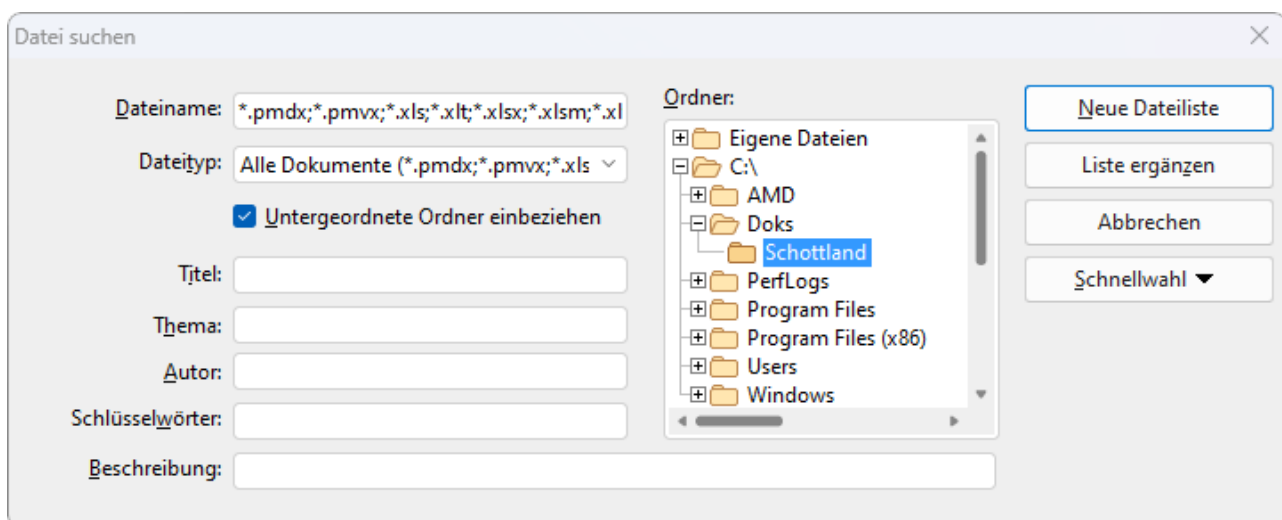 Datei suchen
Dateiname:
*.pmdx;*.pmvx;*.xls;*.xlt;*.xlsx;*.xlsm;*.xl
Dateityp:
Alle Dokumente (*.pmdx;*.pmvx;*.xls
Untergeordnete Ordner einbeziehen
Titel:
Thema:
Autor:
Schlüsselwörter:
Beschreibung:
Ordner:
Eigene Dateien
C:\
AMD
Doks
Schottland
PerfLogs
Program Files
Program Files (x86)
Users
Windows
Neue Dateiliste
Liste ergänzen
Abbrechen
Schnellwahl